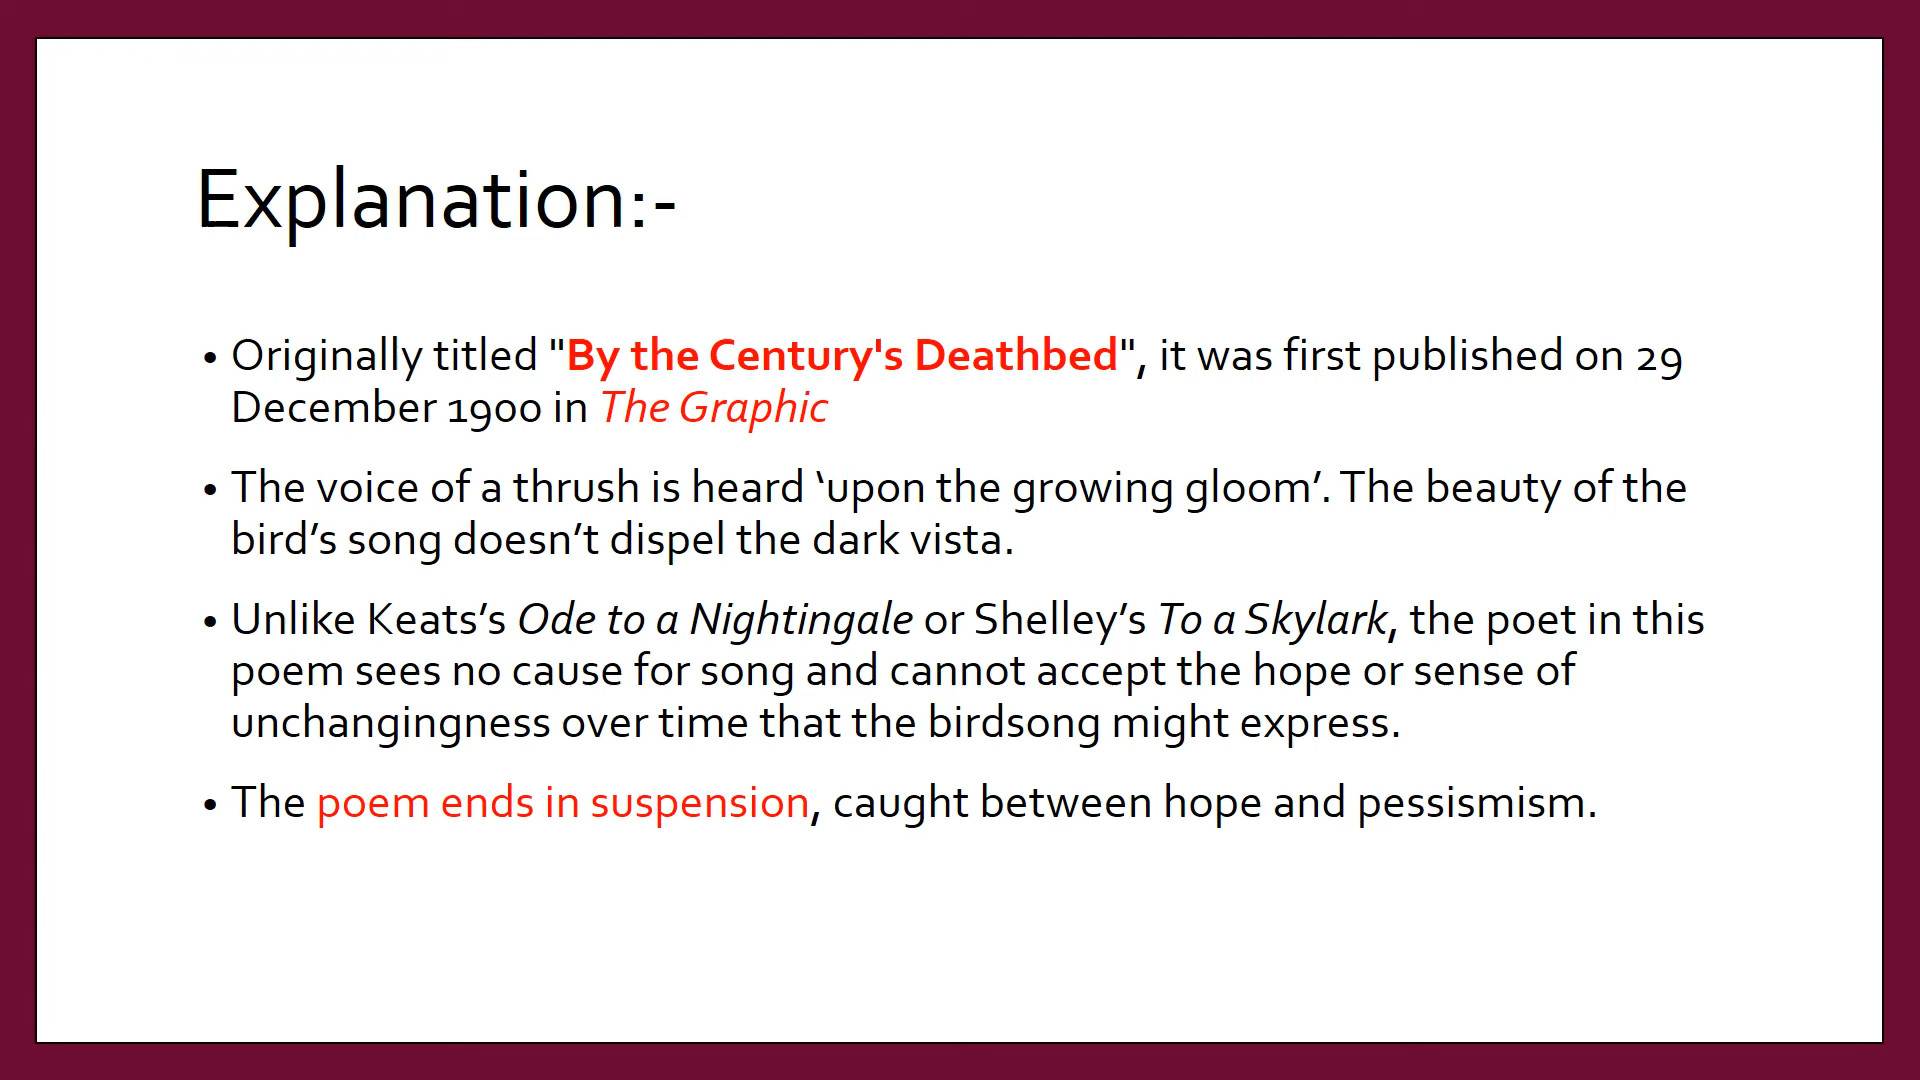 Explanation:-
• Originally titled "By the Century's Deathbed", it was first published on 29
December 1900 in The Graphic
• The voice of a thrush is heard ‘upon the growing gloom’. The beauty of the
bird’s song doesn’t dispel the dark vista.
• Unlike Keats’s Ode to a Nightingale or Shelley’s To a Skylark, the poet in this
poem sees no cause for song and cannot accept the hope or sense of
unchangingness over time that the birdsong might express.
• The poem ends in suspension, caught between hope and pessismism.